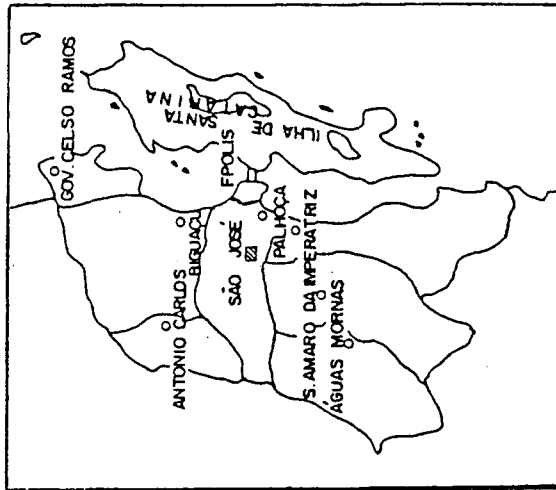 GOV. CELSO RAMOS
ILHA DE
SANTA
CATARINA
FPOLIS
BIGUAÇU
ANTONIO CARLOS
SÃO JOSÉ
PALHOÇA
S. AMARO DA IMPERATRIZ
ÁGUAS MORNAS